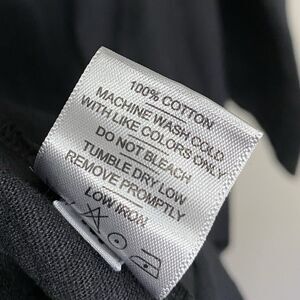 100% COTTON
MACHINE WASH COLD
WITH LIKE COLORS ONLY
DO NOT BLEACH
TUMBLE DRY LOW
REMOVE PROMPTLY
LOW IRON